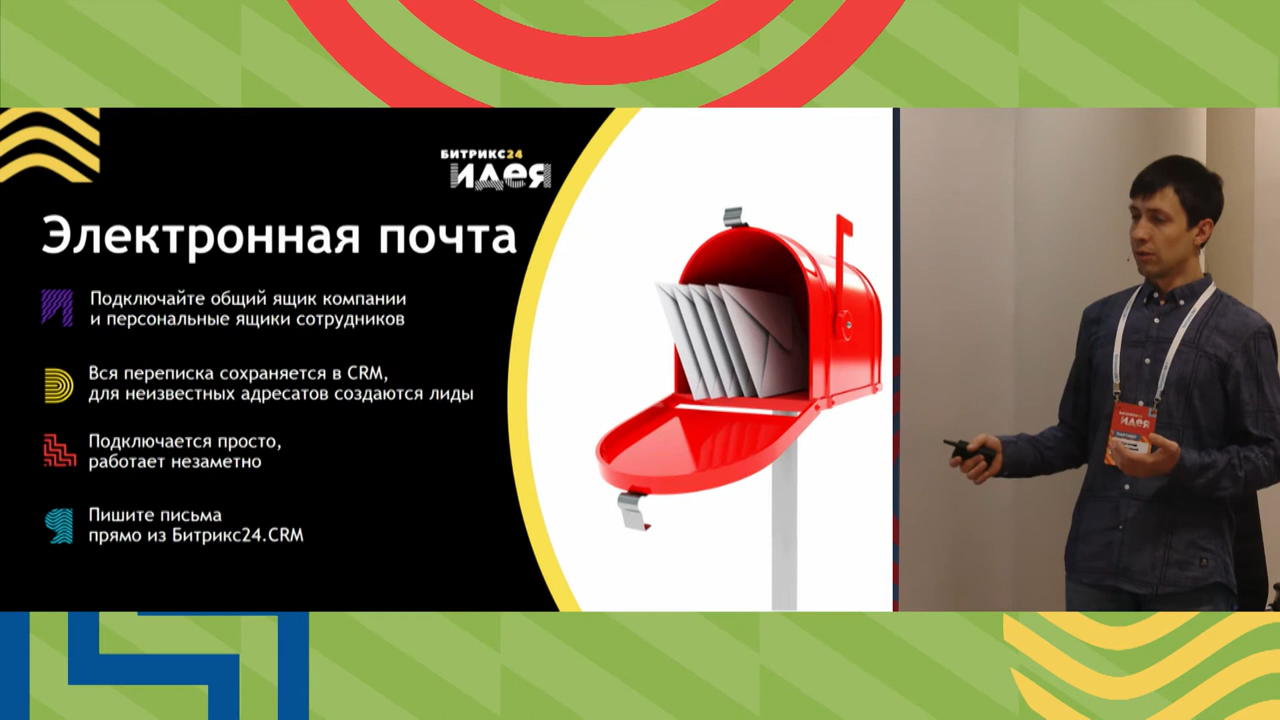 БИТРИКС24
идея
Электронная почта
Подключайте общий ящик компании
и персональные ящики сотрудников
Вся переписка сохраняется в CRM,
для неизвестных адресатов создаются лиды
Подключается просто,
работает незаметно
Пишите письма
прямо из Битрикс24.CRM
идея